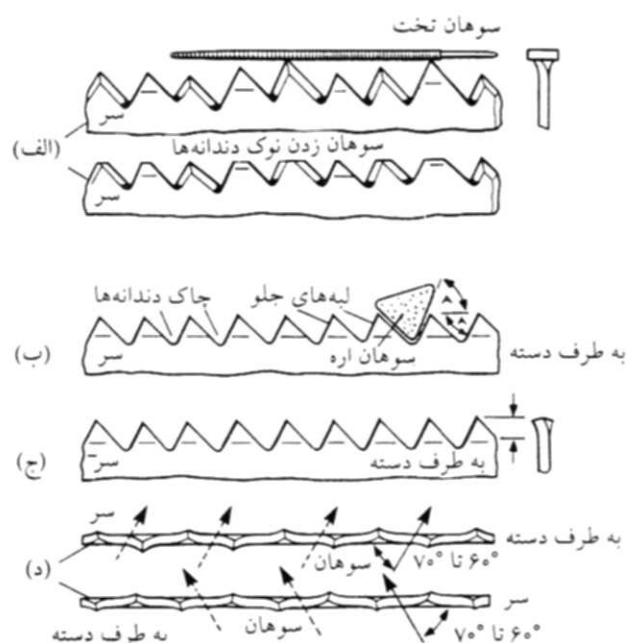 سوهان تخت
سر
(الف)
سوهان زدن نوک دندانه‌ها
سر
چاک دندانه‌ها
لبه‌های جلو
A
A
(ب)
سر
سوهان اره
به طرف دسته
(ج)
سر
به طرف دسته
سر
به طرف دسته
(د)
سوهان
۶۰° تا ۷۰°
سر
به طرف دسته
سوهان
۶۰° تا ۷۰°